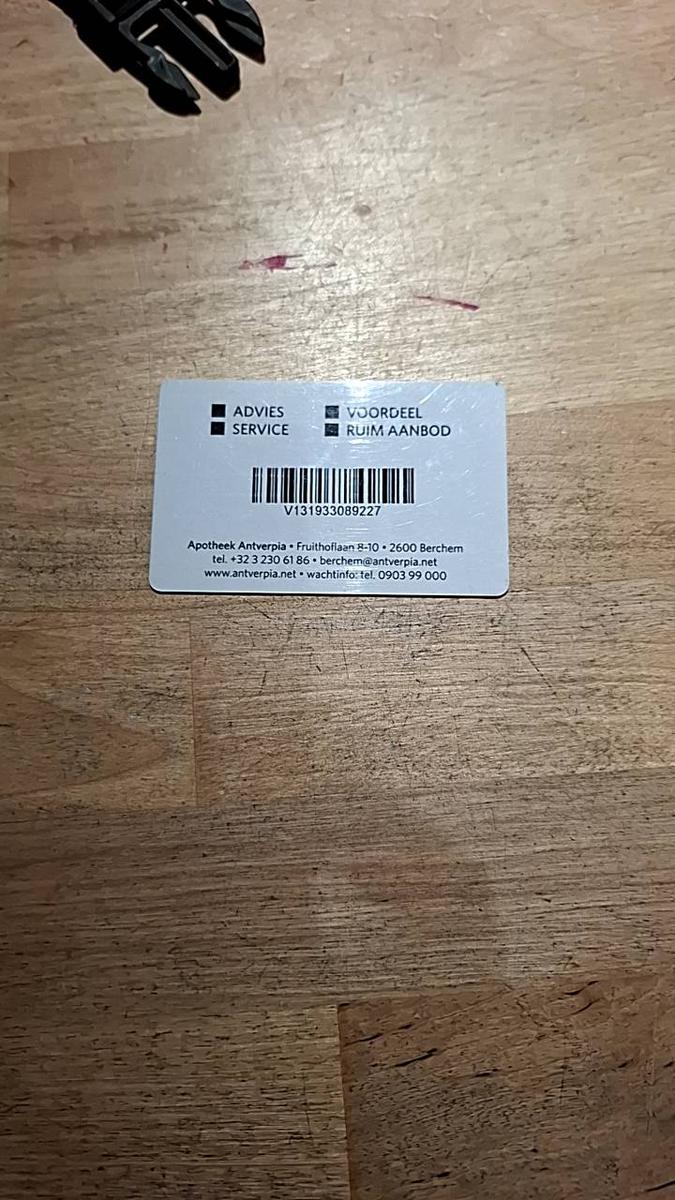 ADVIES
SERVICE
VOORDEEL
RUIM AANBOD
V131933089227
Apotheek Antverpia • Fruithoflaan 8-10 • 2600 Berchem
tel. +32 3 230 61 86 • berchem@antverpia.net
www.antverpia.net • wachtinfo: tel. 0903 99 000